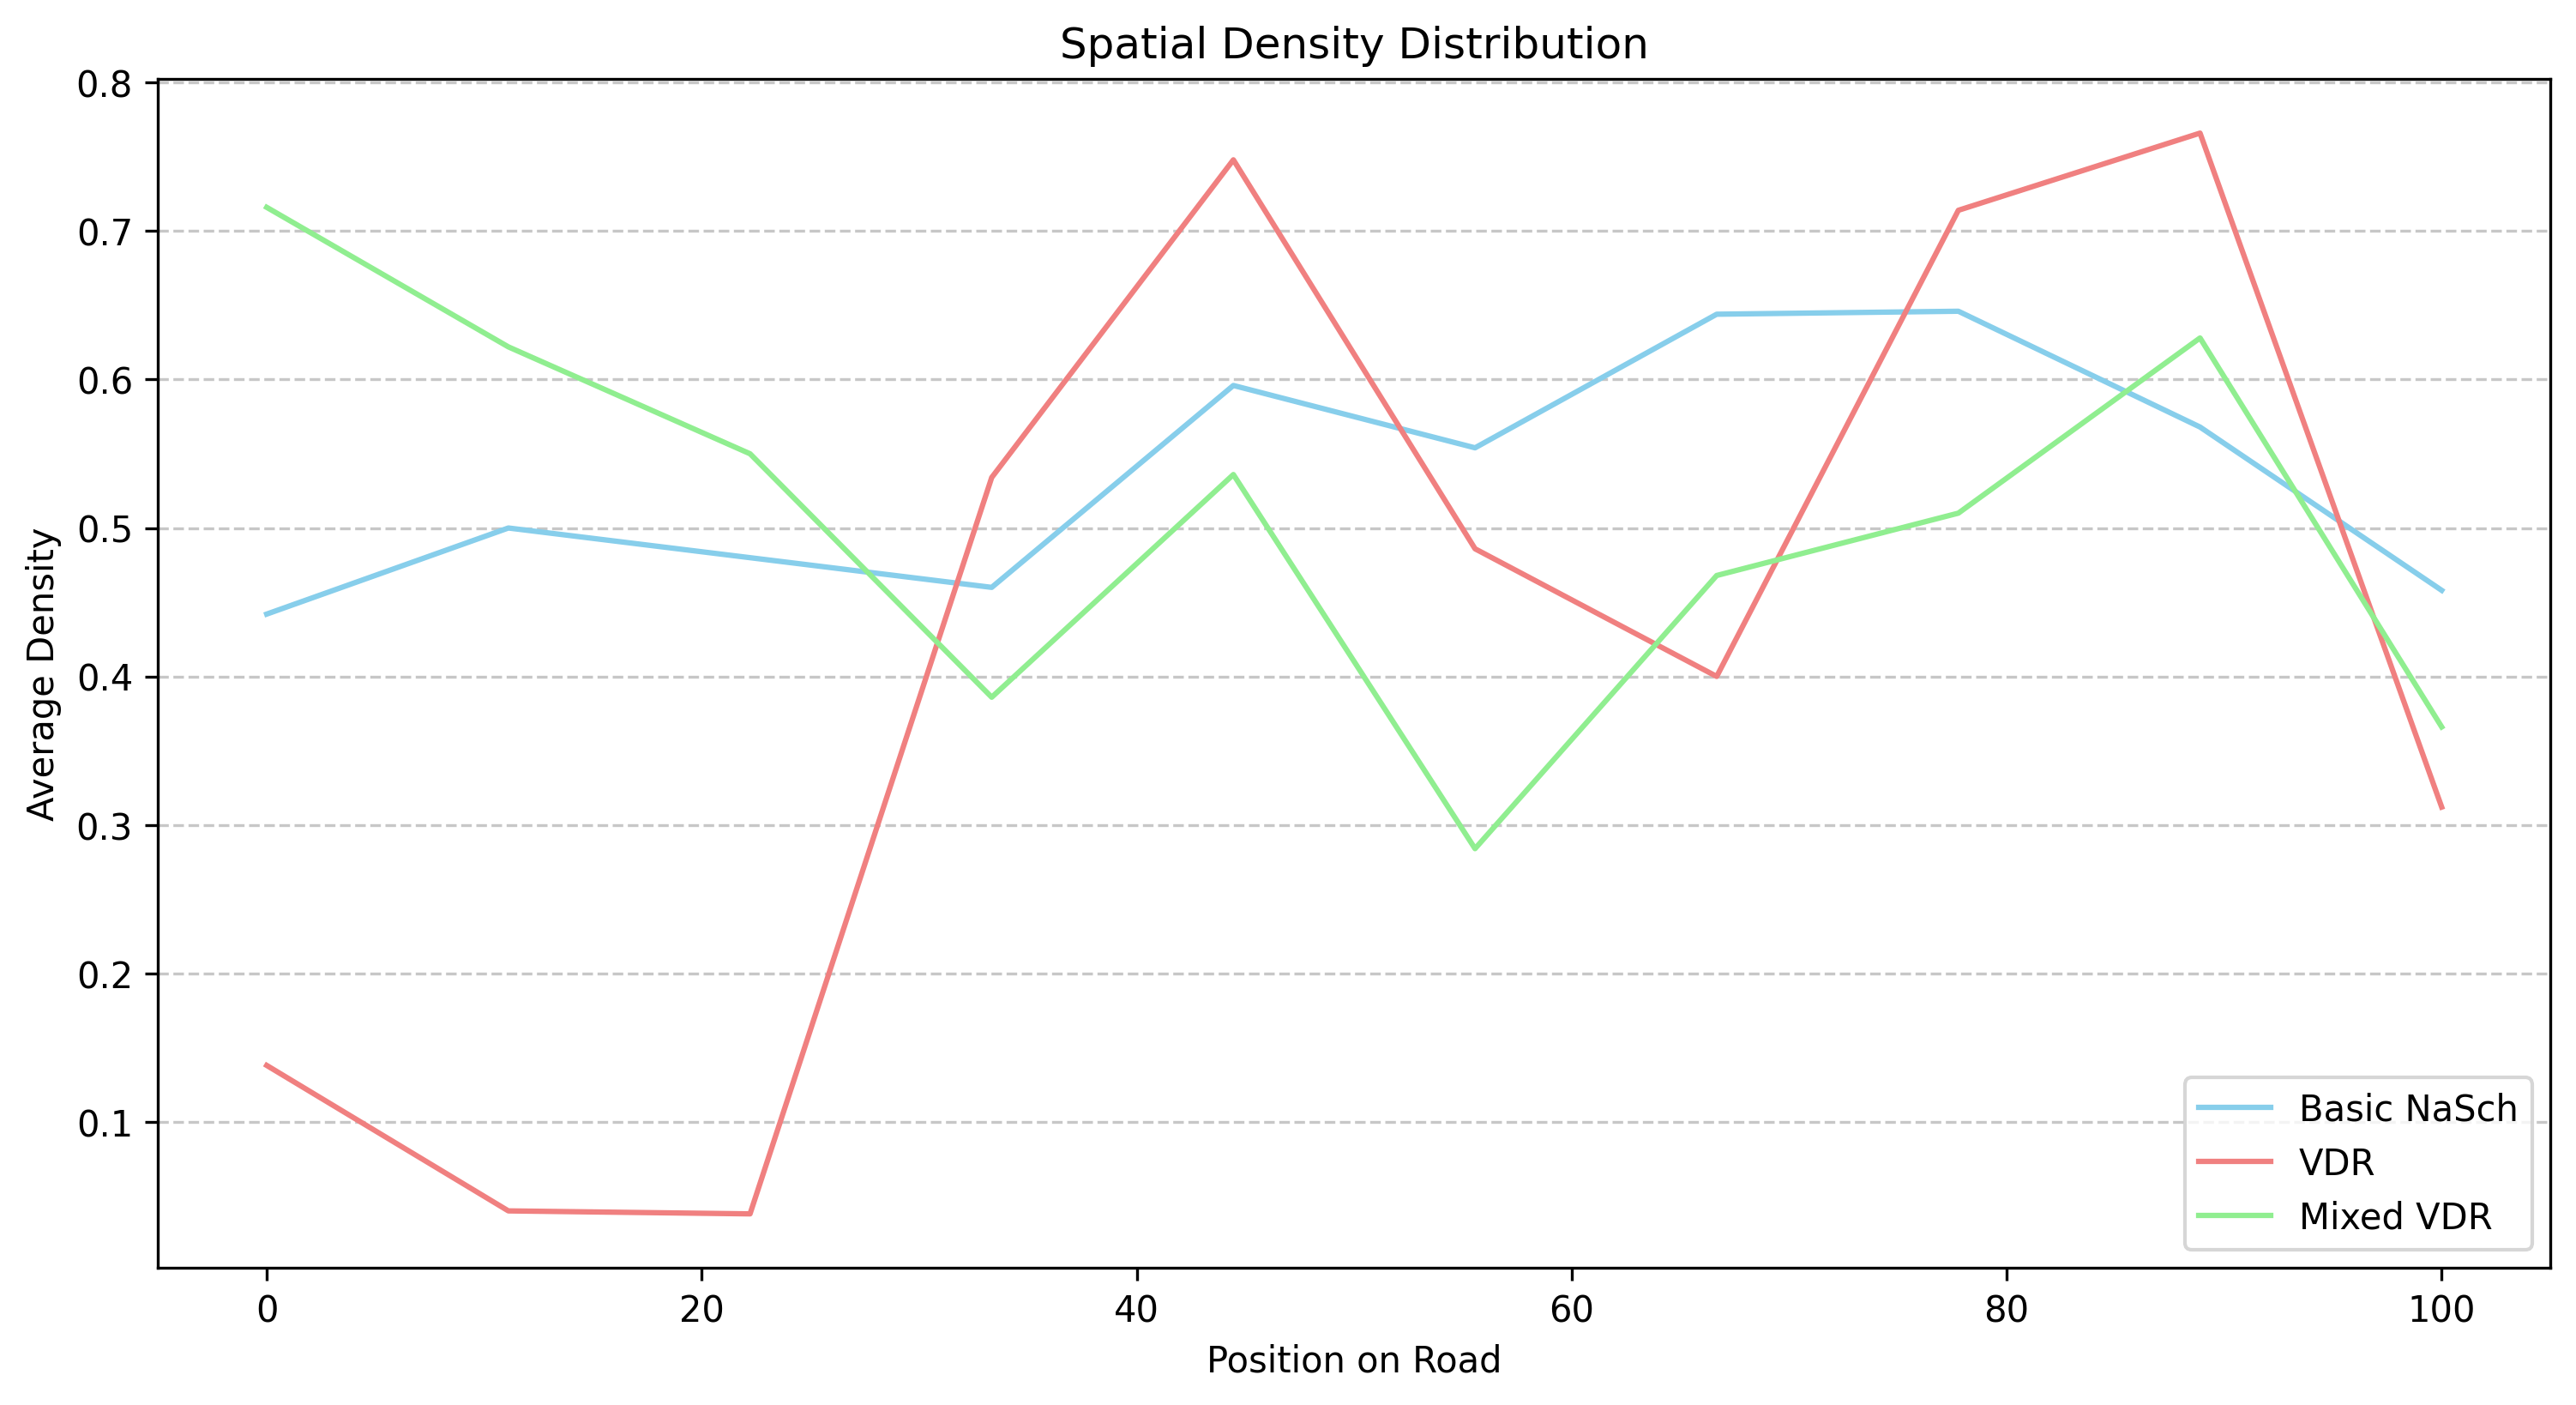 Spatial Density Distribution
0.8
0.7
0.6
0.5
0.4
0.3
0.2
0.1
Average Density
0 20 40 60 80 100
Position on Road
Basic NaSch
VDR
Mixed VDR